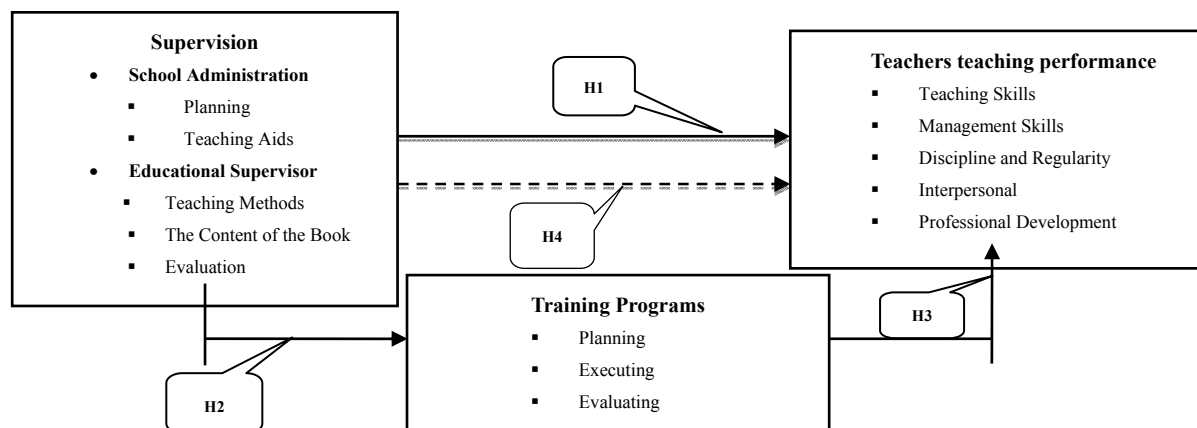 Supervision
• School Administration
▪ Planning
▪ Teaching Aids
• Educational Supervisor
▪ Teaching Methods
▪ The Content of the Book
▪ Evaluation
H1
H4
Teachers teaching performance
▪ Teaching Skills
▪ Management Skills
▪ Discipline and Regularity
▪ Interpersonal
▪ Professional Development
H2
Training Programs
▪ Planning
▪ Executing
▪ Evaluating
H3